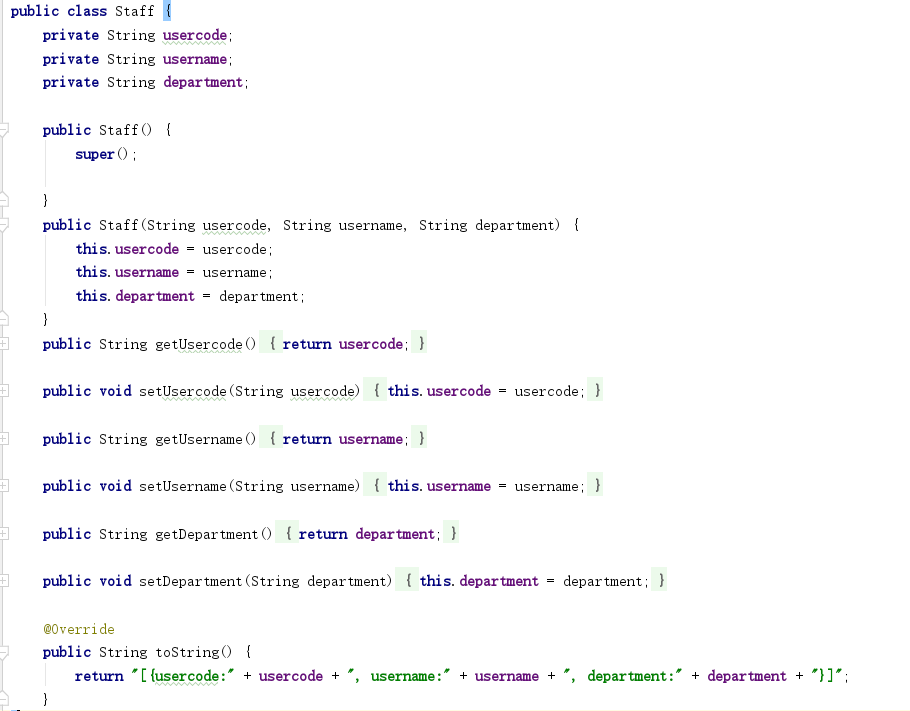 public class Staff {
private String usercode;
private String username;
private String department;
public Staff() {
super();
}
public Staff(String usercode, String username, String department) {
this.usercode = usercode;
this.username = username;
this.department = department;
}
public String getUsercode() { return usercode; }
public void setUsercode(String usercode) { this.usercode = usercode; }
public String getUsername() { return username; }
public void setUsername(String username) { this.username = username; }
public String getDepartment() { return department; }
public void setDepartment(String department) { this.department = department; }
@Override
public String toString() {
return "[{usercode:" + usercode + ", username:" + username + ", department:" + department + "}]";
}